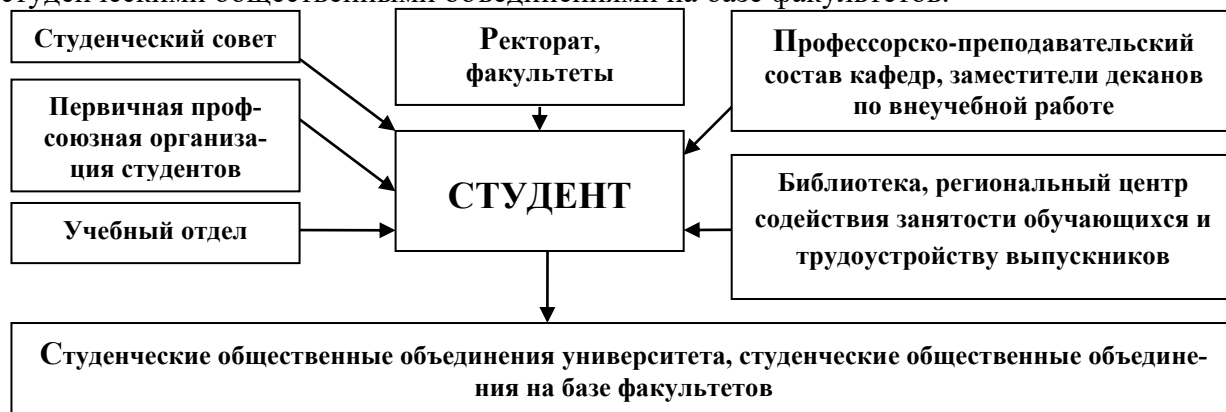 студенческими общественными объединениями на базе факультетов.
Студенческий совет
Ректорат,
факультеты
Профессорско-преподавательский
состав кафедр, заместители деканов
по внеучебной работе
Первичная проф-
союзная организа-
ция студентов
СТУДЕНТ
Библиотека, региональный центр
содействия занятости обучающихся и
трудоустройству выпускников
Учебный отдел
Студенческие общественные объединения университета, студенческие общественные объедине-
ния на базе факультетов